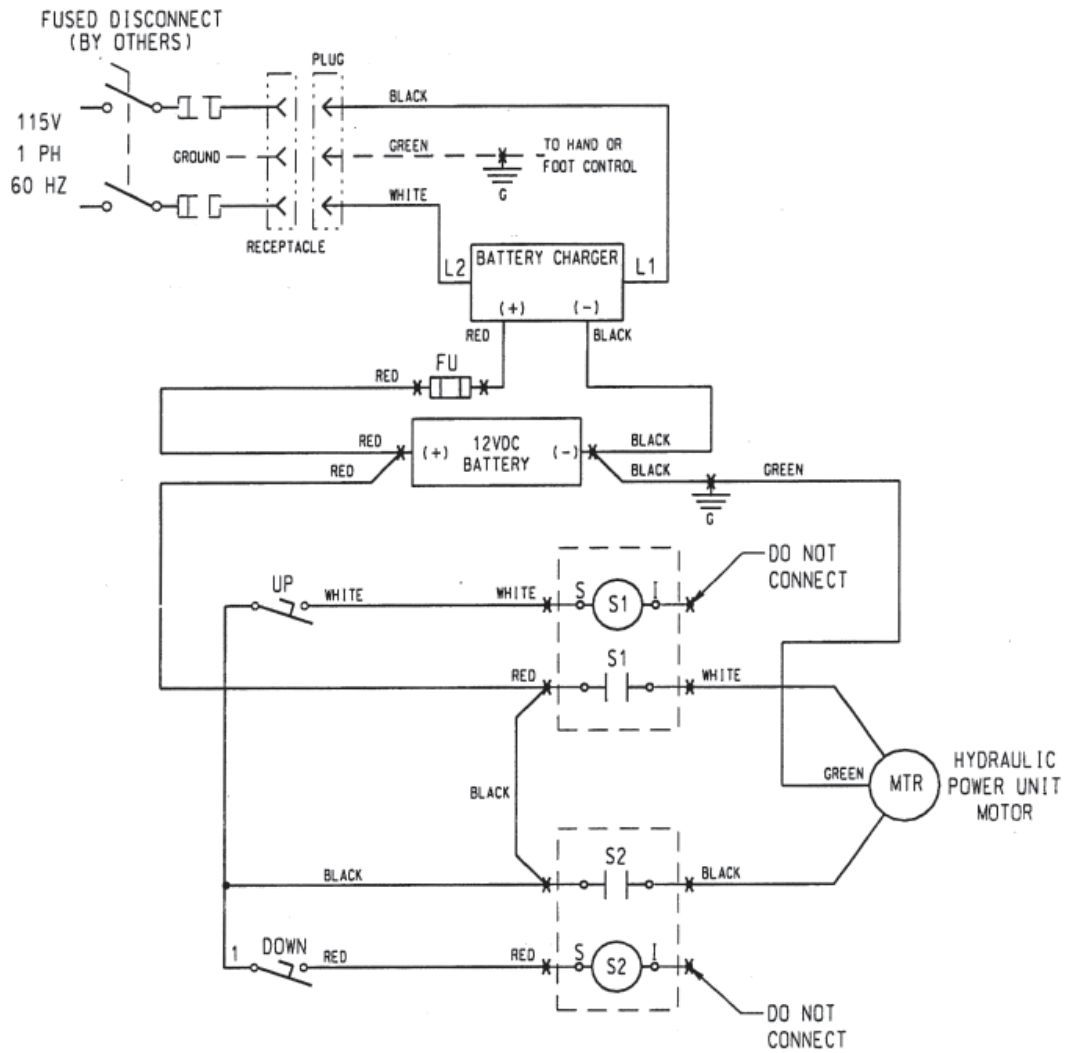 FUSED DISCONNECT
(BY OTHERS)
PLUG
BLACK
115V
1 PH
60 HZ
GROUND
GREEN
TO HAND OR
FOOT CONTROL
G
WHITE
RECEPTACLE
L2
BATTERY CHARGER
L1
(+)
(-)
RED
BLACK
FU
RED
RED
(+)
12VDC
BATTERY
(-)
BLACK
RED
BLACK
GREEN
G
DO NOT
CONNECT
UP
WHITE
WHITE
S
S1
I
S1
RED
WHITE
HYDRAULIC
POWER UNIT
MOTOR
GREEN
MTR
BLACK
S2
BLACK
BLACK
1
DOWN
RED
RED
S
S2
I
DO NOT
CONNECT